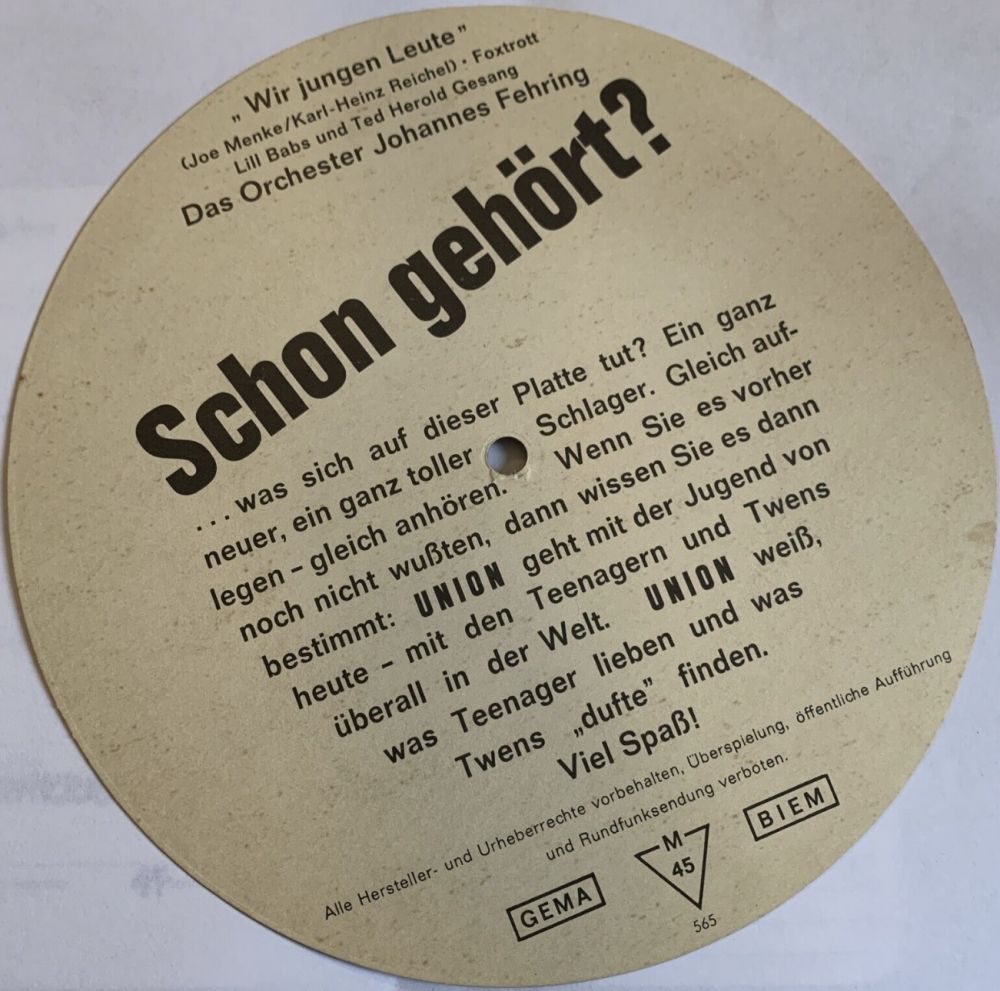 „Wir jungen Leute”
(Joe Menke/Karl-Heinz Reichel) · Foxtrott
Lill Babs und Ted Herold Gesang
Das Orchester Johannes Fehring
Schon gehört?
...was sich auf dieser Platte tut? Ein ganz
neuer, ein ganz toller Schlager. Gleich auf-
legen – gleich anhören. Wenn Sie es vorher
noch nicht wußten, dann wissen Sie es dann
bestimmt: UNION geht mit der Jugend von
heute – mit den Teenagern und Twens
überall in der Welt. UNION weiß,
was Teenager lieben und was
Twens „dufte” finden.
Viel Spaß!
Alle Hersteller- und Urheberrechte vorbehalten, Überspielung, öffentliche Aufführung
und Rundfunksendung verboten.
GEMA
M
45
BIEM
565